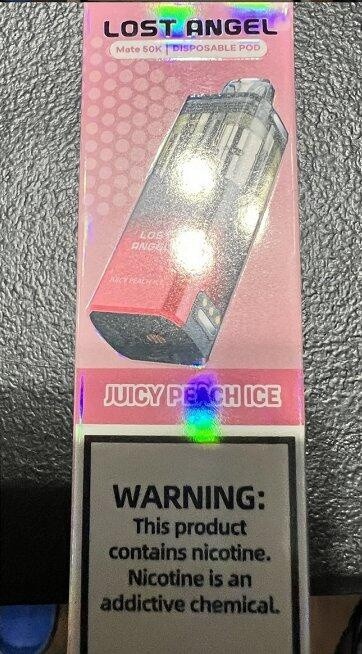 LOST ANGEL
Mate 50K | DISPOSABLE POD
LOST
ANGEL
JUICY PEACH ICE
JUICY PEACH ICE
WARNING:
This product
contains nicotine.
Nicotine is an
addictive chemical.